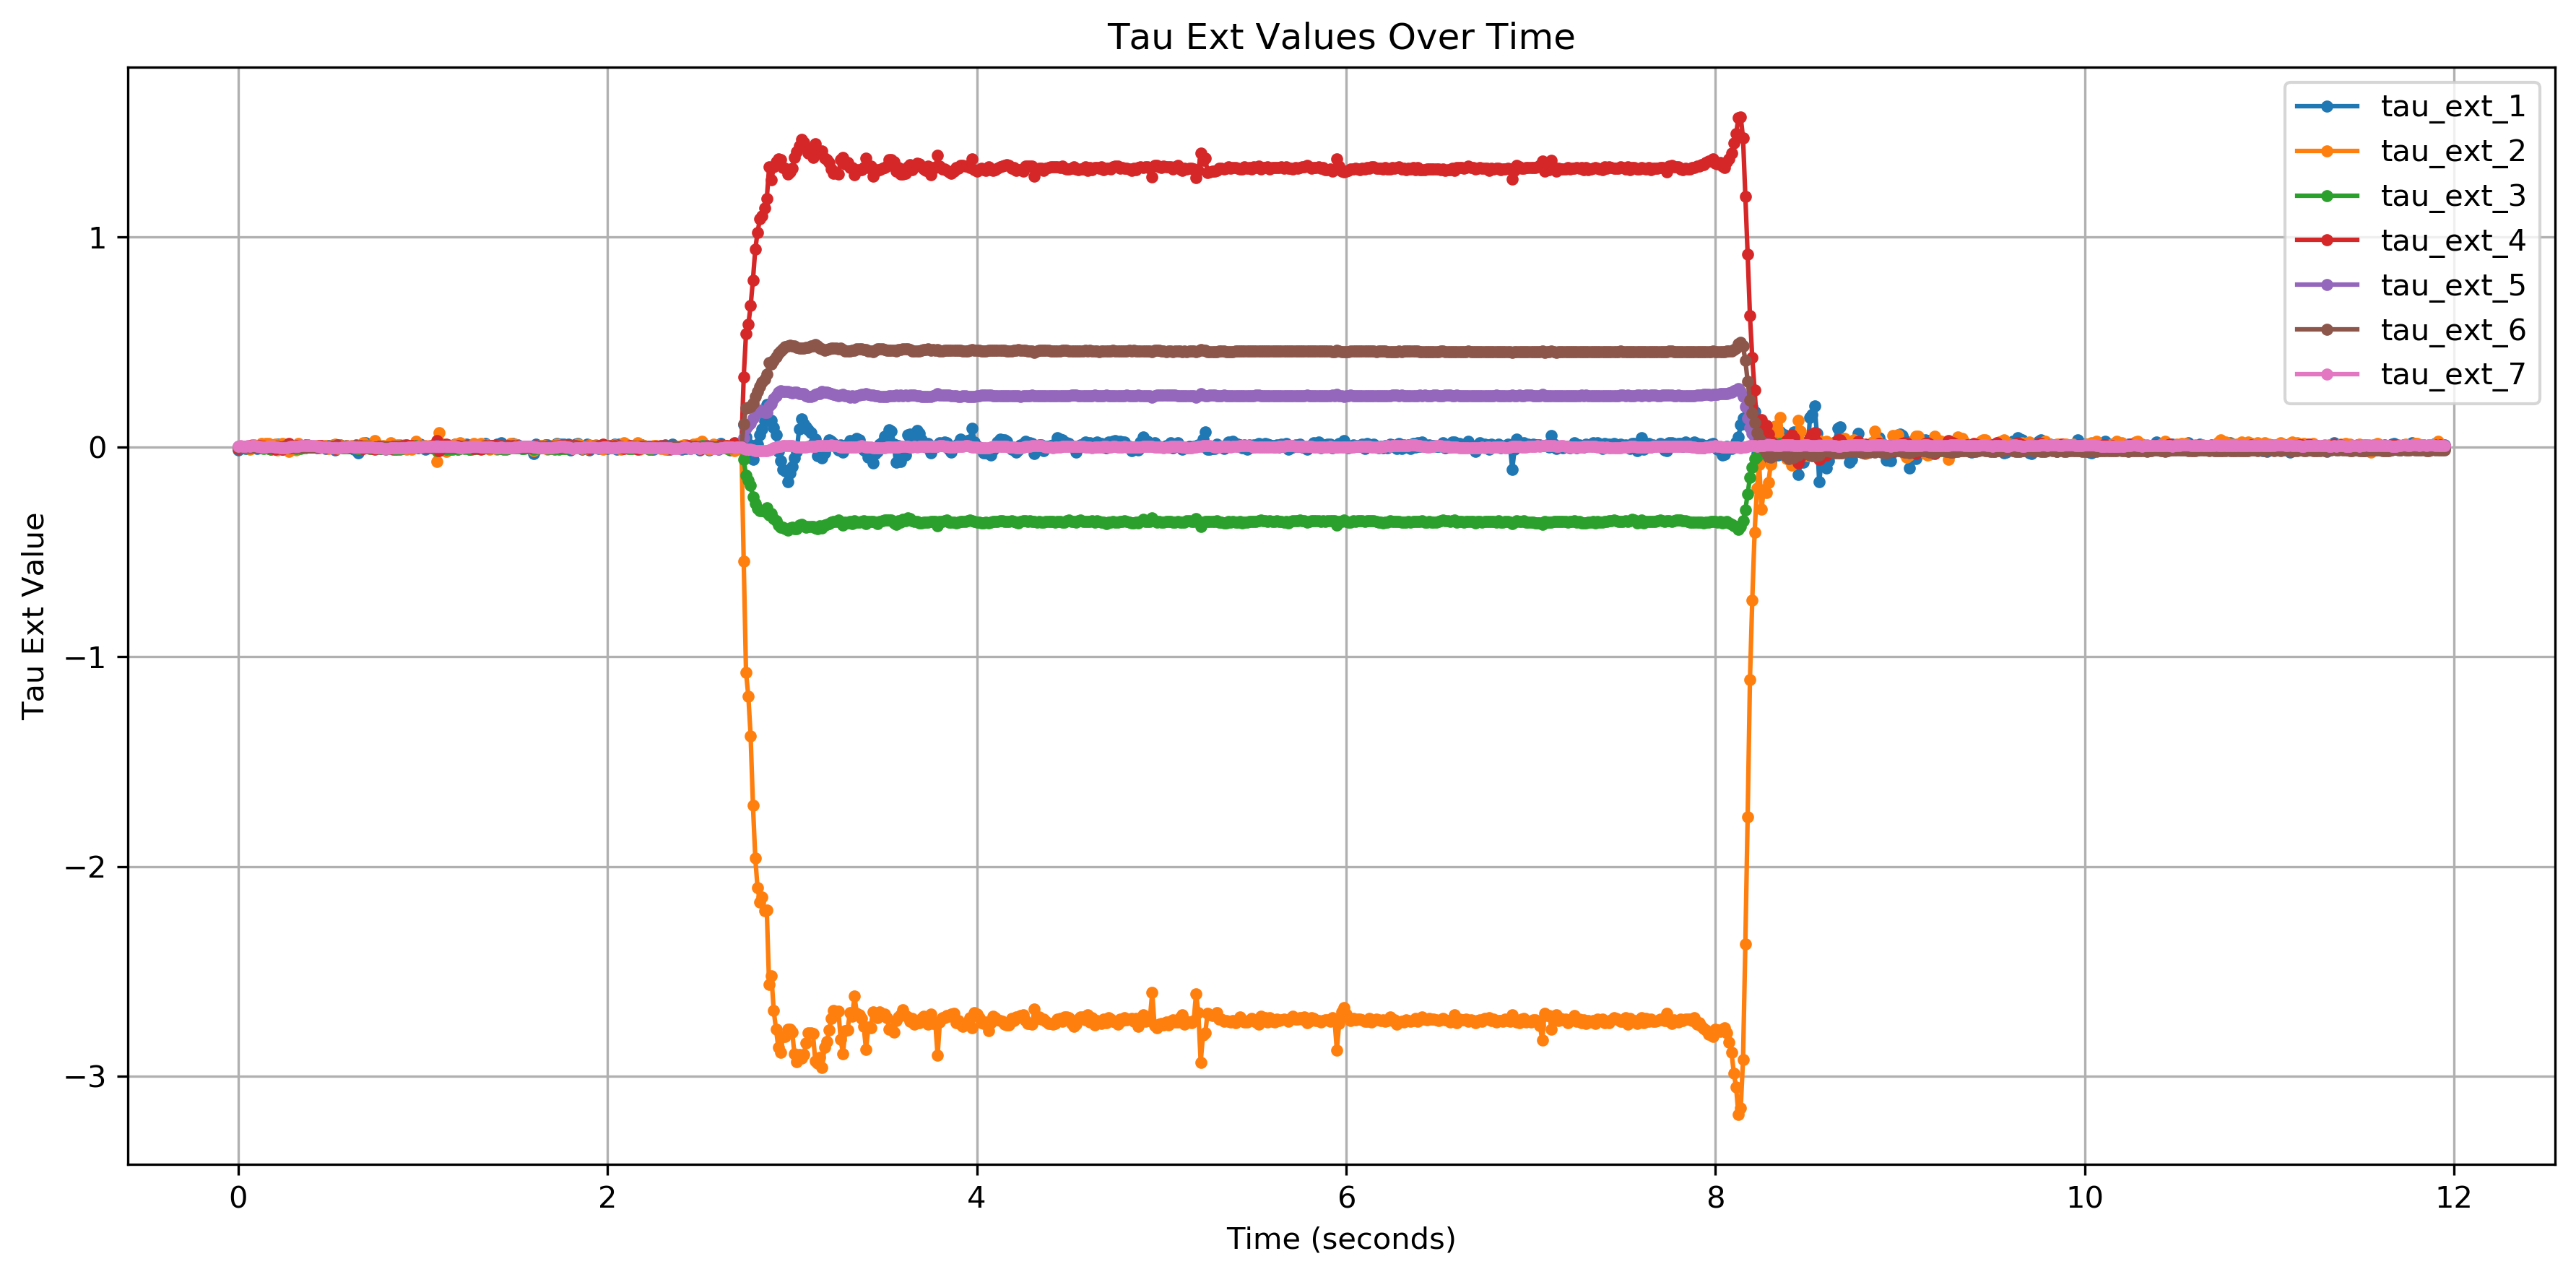 Tau Ext Values Over Time
tau_ext_1
tau_ext_2
tau_ext_3
tau_ext_4
tau_ext_5
tau_ext_6
tau_ext_7
1
0
−1
−2
−3
Tau Ext Value
0 2 4 6 8 10 12
Time (seconds)